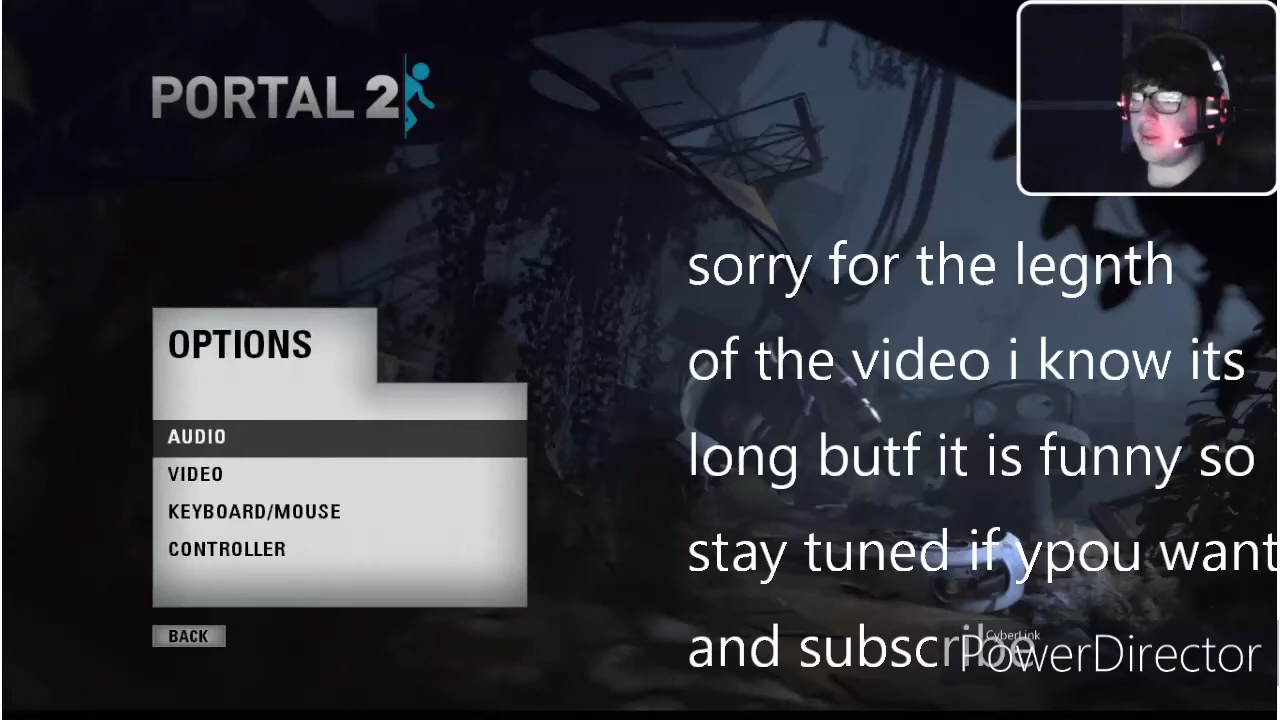 PORTAL 2
OPTIONS
AUDIO
VIDEO
KEYBOARD/MOUSE
CONTROLLER
BACK
sorry for the legnth
of the video i know its
long butf it is funny so
stay tuned if ypou want
and subscribe
CyberLink
PowerDirector